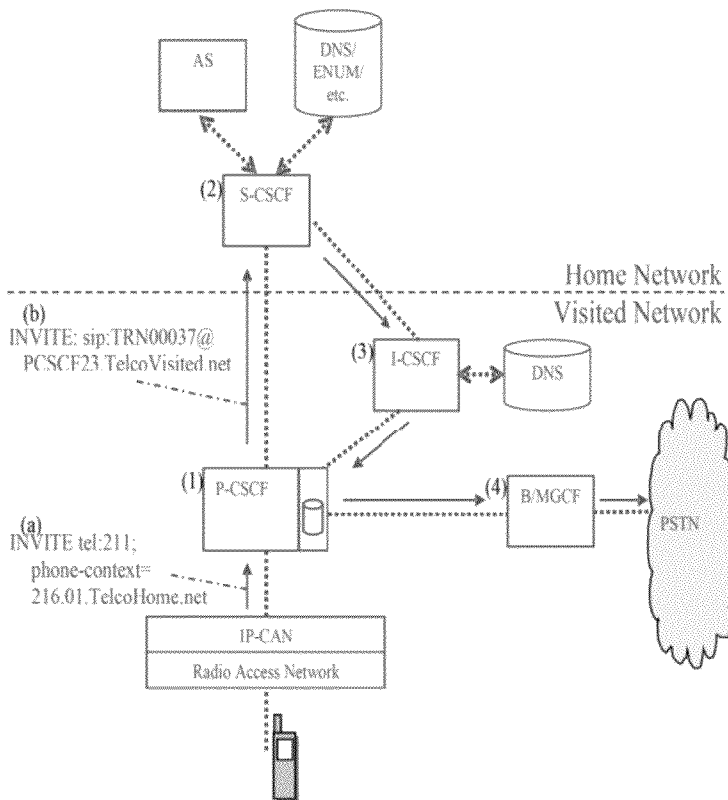 AS
DNS/
ENUM/
etc.
(2)
S-CSCF
Home Network
Visited Network
(b)
INVITE: sip:TRN00037@
PCSCF23.TelcoVisited.net
(3)
I-CSCF
DNS
(1)
P-CSCF
(4)
B/MGCF
PSTN
(a)
INVITE tel:211;
phone-context=
216.01.TelcoHome.net
IP-CAN
Radio Access Network